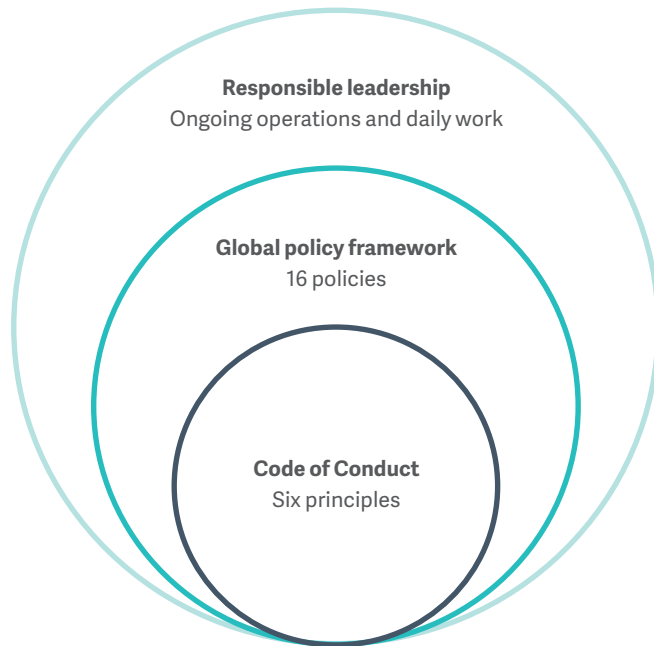 Responsible leadership
Ongoing operations and daily work
Global policy framework
16 policies
Code of Conduct
Six principles